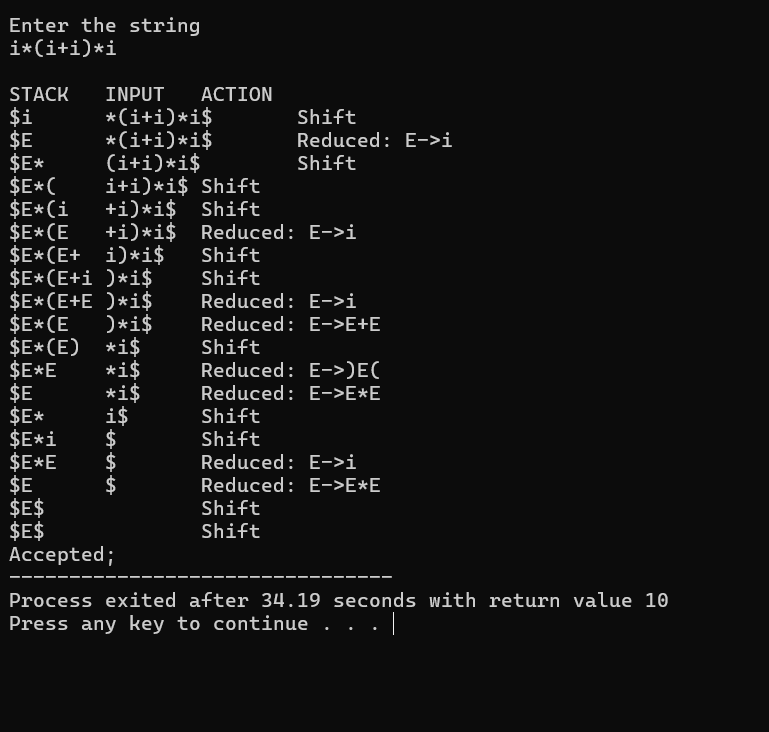 Enter the string
i*(i+i)*i
STACK   INPUT   ACTION
$i      *(i+i)*i$       Shift
$E      *(i+i)*i$       Reduced: E->i
$E*     (i+i)*i$        Shift
$E*(    i+i)*i$ Shift
$E*(i   +i)*i$  Shift
$E*(E   +i)*i$  Reduced: E->i
$E*(E+  i)*i$   Shift
$E*(E+i )*i$    Shift
$E*(E+E )*i$    Reduced: E->i
$E*(E   )*i$    Reduced: E->E+E
$E*(E)  *i$     Shift
$E*E    *i$     Reduced: E->)E(
$E      *i$     Reduced: E->E*E
$E*     i$      Shift
$E*i    $       Shift
$E*E    $       Reduced: E->i
$E      $       Reduced: E->E*E
$E$             Shift
$E$             Shift
Accepted;
--------------------------------
Process exited after 34.19 seconds with return value 10
Press any key to continue . . .